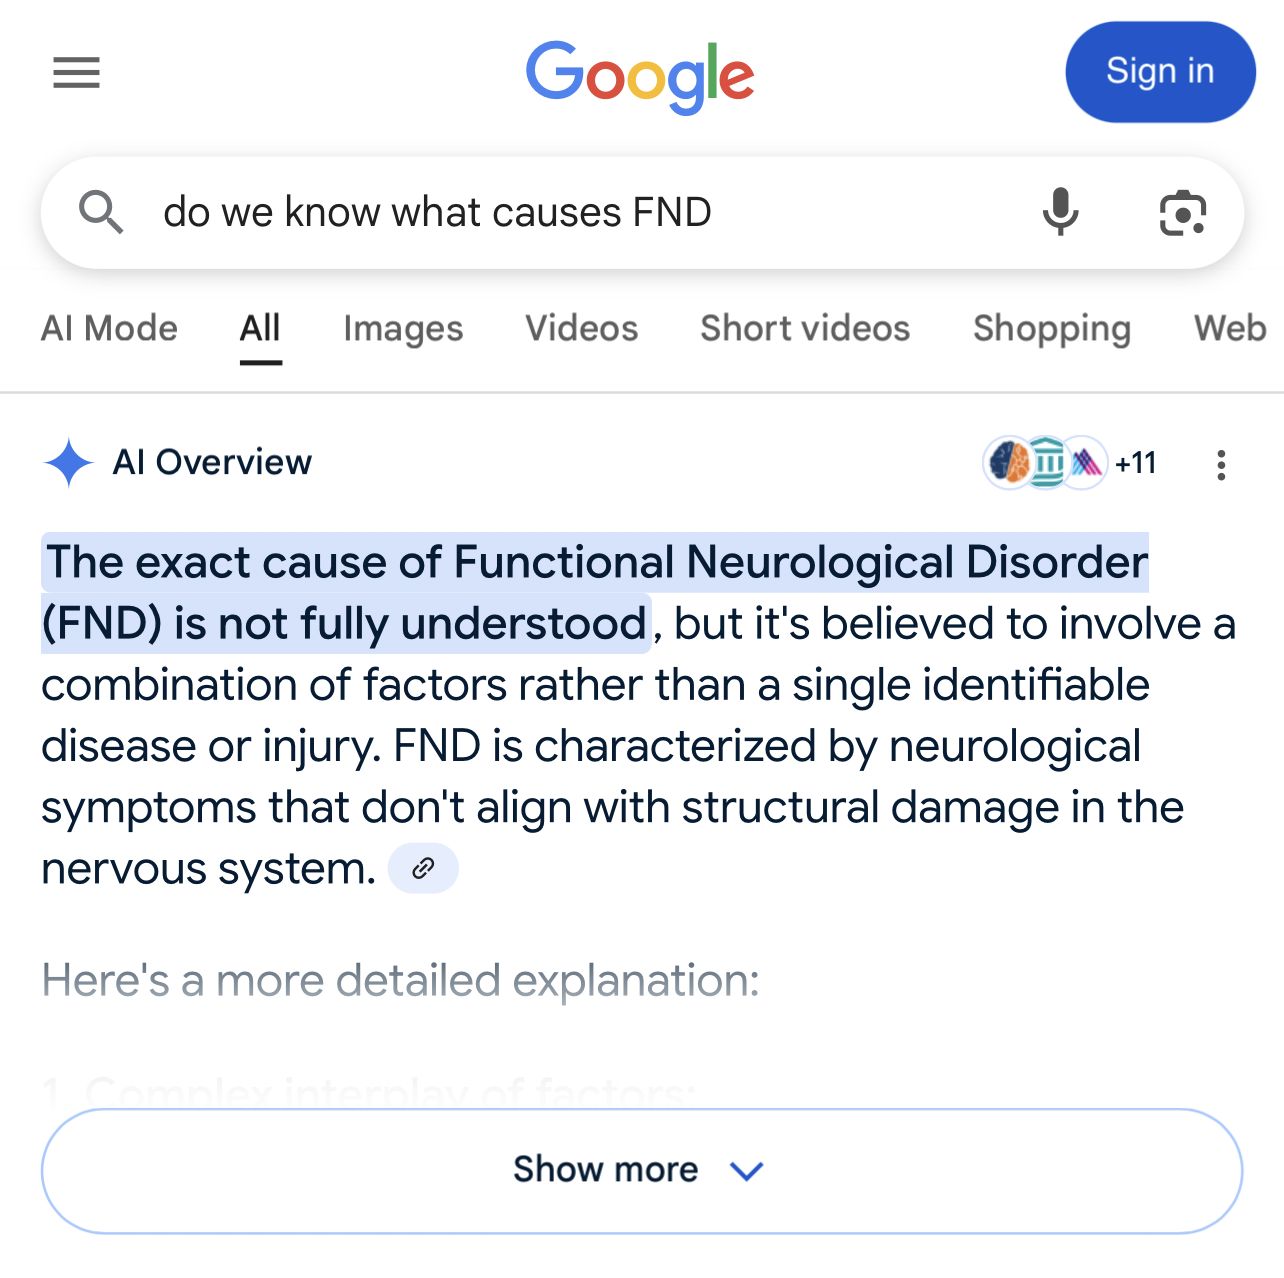 Google
Sign in
do we know what causes FND
AI Mode All Images Videos Short videos Shopping Web
AI Overview +11
The exact cause of Functional Neurological Disorder
(FND) is not fully understood, but it's believed to involve a
combination of factors rather than a single identifiable
disease or injury. FND is characterized by neurological
symptoms that don't align with structural damage in the
nervous system.
Here's a more detailed explanation:
1. Complex interplay of factors:
Show more